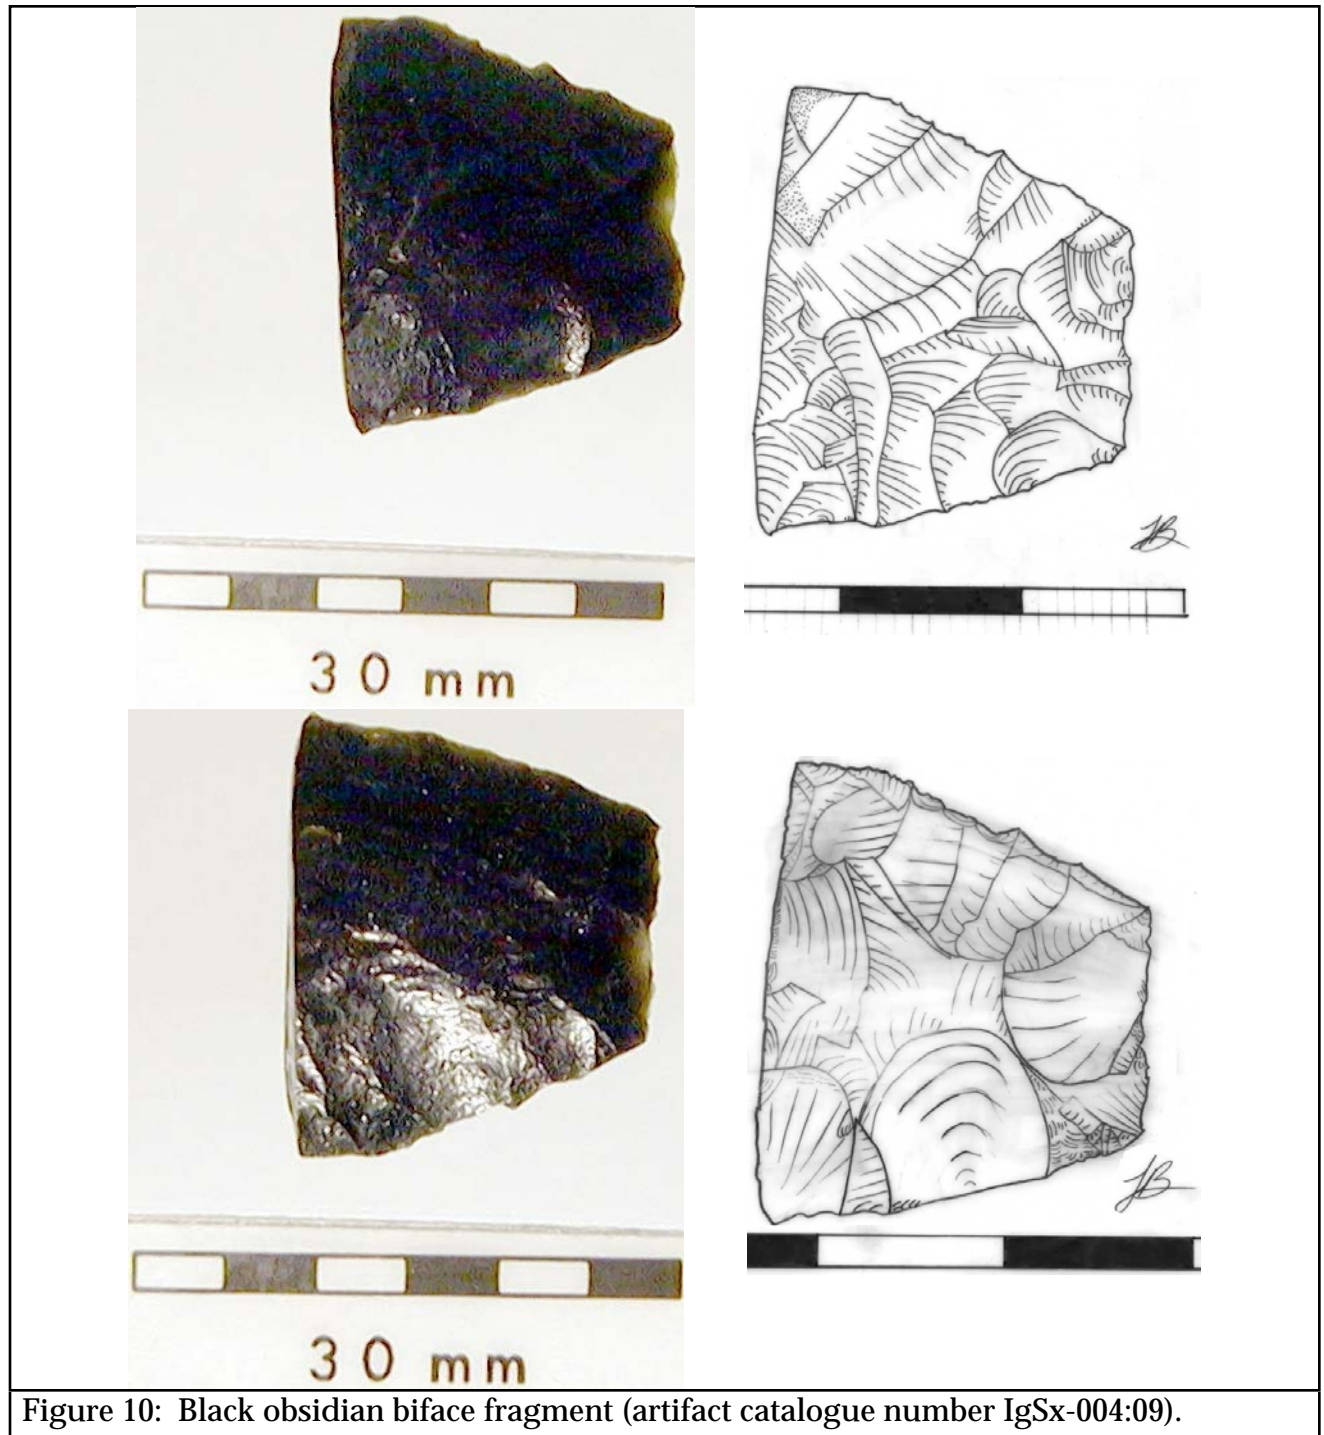 30 mm
30 mm
Figure 10: Black obsidian biface fragment (artifact catalogue number IgSx-004:09).